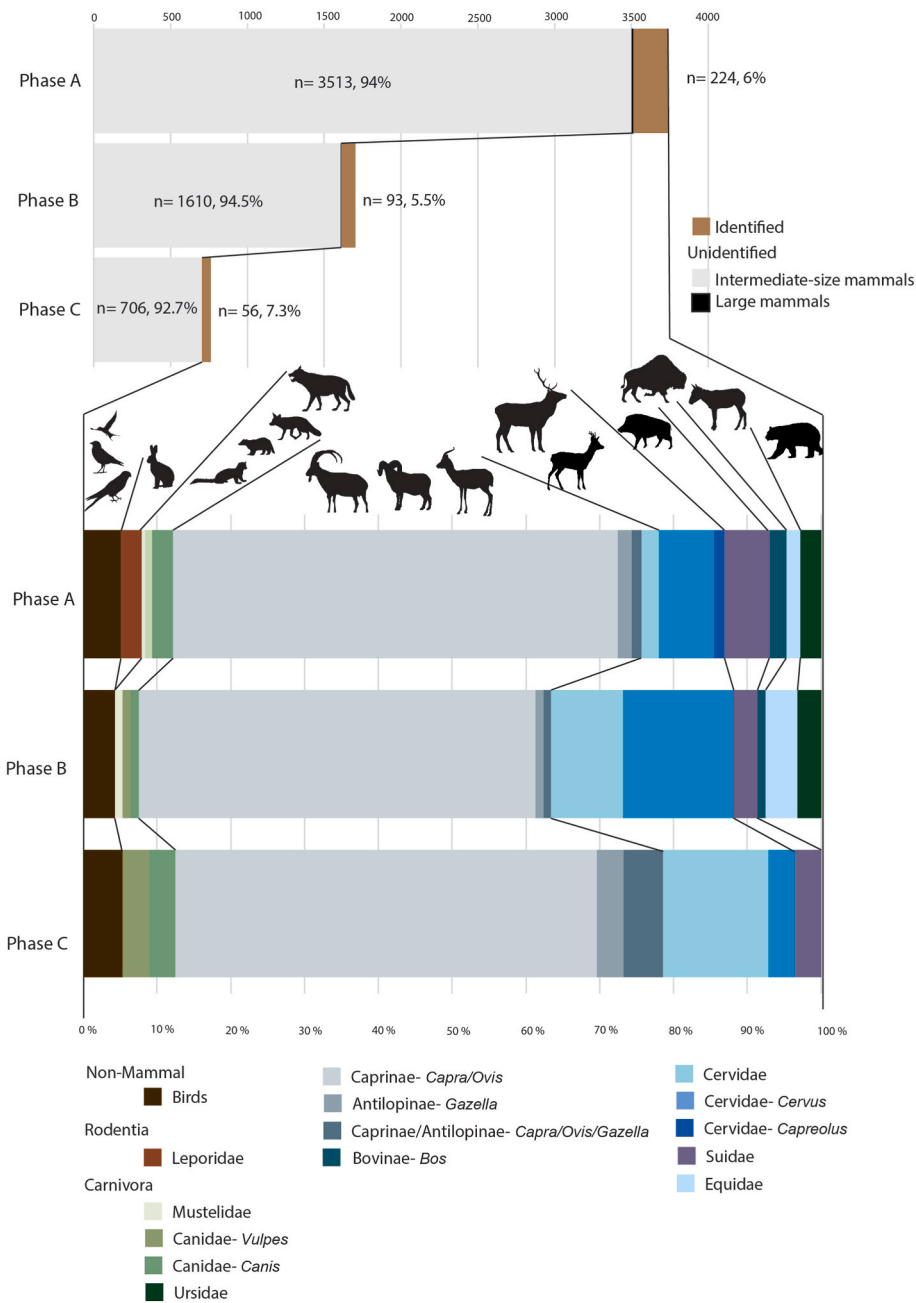 0 500 1000 1500 2000 2500 3000 3500 4000
Phase A
n= 3513, 94%
n= 224, 6%
Phase B
n= 1610, 94.5%
n= 93, 5.5%
Identified
Unidentified
Intermediate-size mammals
Large mammals
Phase C
n= 706, 92.7%
n= 56, 7.3%
Phase A
Phase B
Phase C
0 % 10 % 20 % 30 % 40 % 50 % 60 % 70 % 80 % 90 % 100 %
Non-Mammal
Birds
Rodentia
Leporidae
Carnivora
Mustelidae
Canidae- Vulpes
Canidae- Canis
Ursidae
Caprinae- Capra/Ovis
Antilopinae- Gazella
Caprinae/Antilopinae- Capra/Ovis/Gazella
Bovinae- Bos
Cervidae
Cervidae- Cervus
Cervidae- Capreolus
Suidae
Equidae